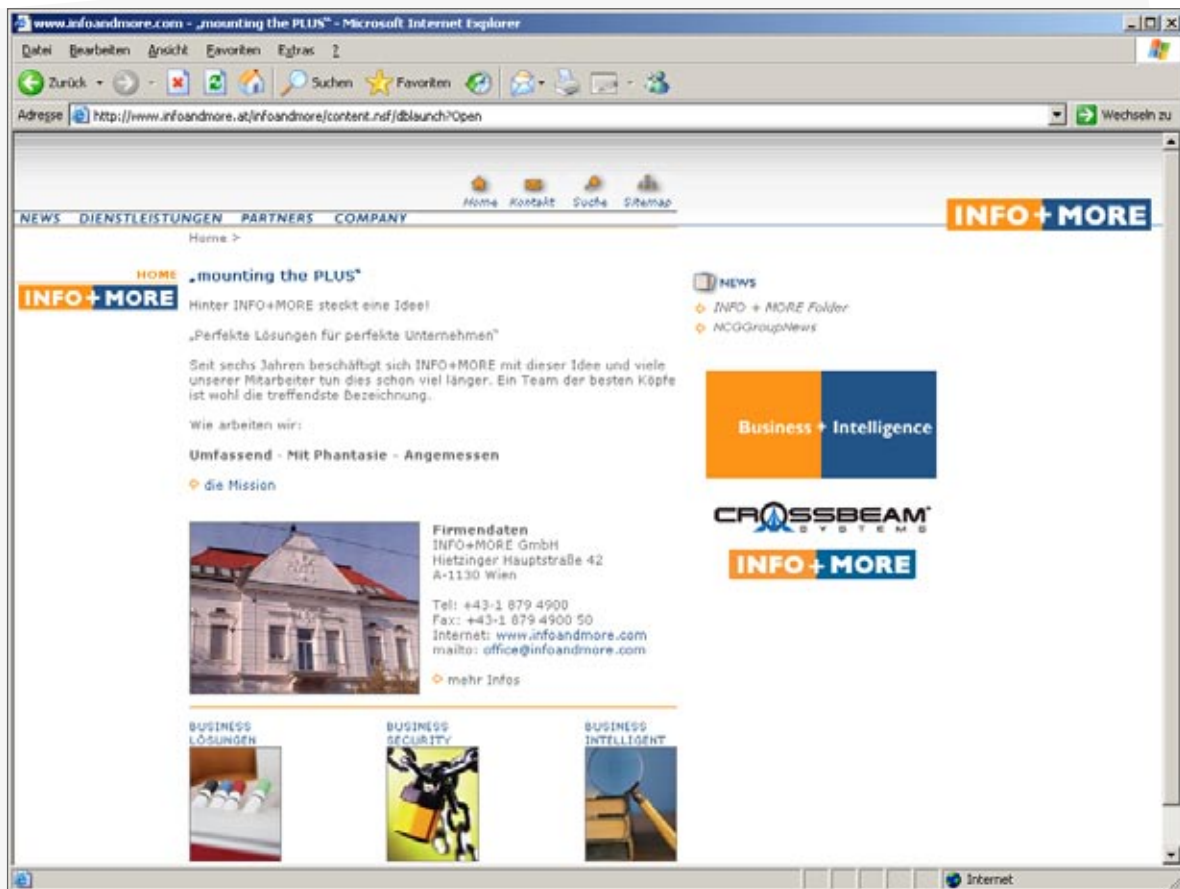 www.infoandmore.com - „mounting the PLUS“ - Microsoft Internet Explorer
Datei Bearbeiten Ansicht Favoriten Extras ?
Zurück Suchen Favoriten
Adresse http://www.infoandmore.at/infoandmore/content.nsf/dblaunch?Open Wechseln zu
Home Kontakt Suche Sitemap
NEWS DIENSTLEISTUNGEN PARTNERS COMPANY
INFO+MORE
Home >
HOME
INFO+MORE
„mounting the PLUS“
Hinter INFO+MORE steckt eine Idee!
„Perfekte Lösungen für perfekte Unternehmen“
Seit sechs Jahren beschäftigt sich INFO+MORE mit dieser Idee und viele
unserer Mitarbeiter tun dies schon viel länger. Ein Team der besten Köpfe
ist wohl die treffendste Bezeichnung.
Wie arbeiten wir:
Umfassend - Mit Phantasie - Angemessen
die Mission
Firmendaten
INFO+MORE GmbH
Hietzinger Hauptstraße 42
A-1130 Wien
Tel: +43-1 879 4900
Fax: +43-1 879 4900 50
Internet: www.infoandmore.com
mailto: office@infoandmore.com
mehr Infos
NEWS
INFO + MORE Folder
NCGGroupNews
Business + Intelligence
CROSSBEAM
SYSTEMS
INFO+MORE
BUSINESS
LÖSUNGEN
BUSINESS
SECURITY
BUSINESS
INTELLIGENT
Internet